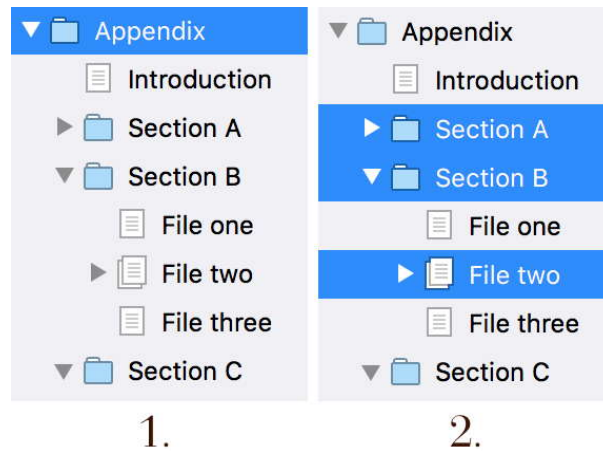 Appendix
Introduction
Section A
Section B
File one
File two
File three
Section C
1.
Appendix
Introduction
Section A
Section B
File one
File two
File three
Section C
2.